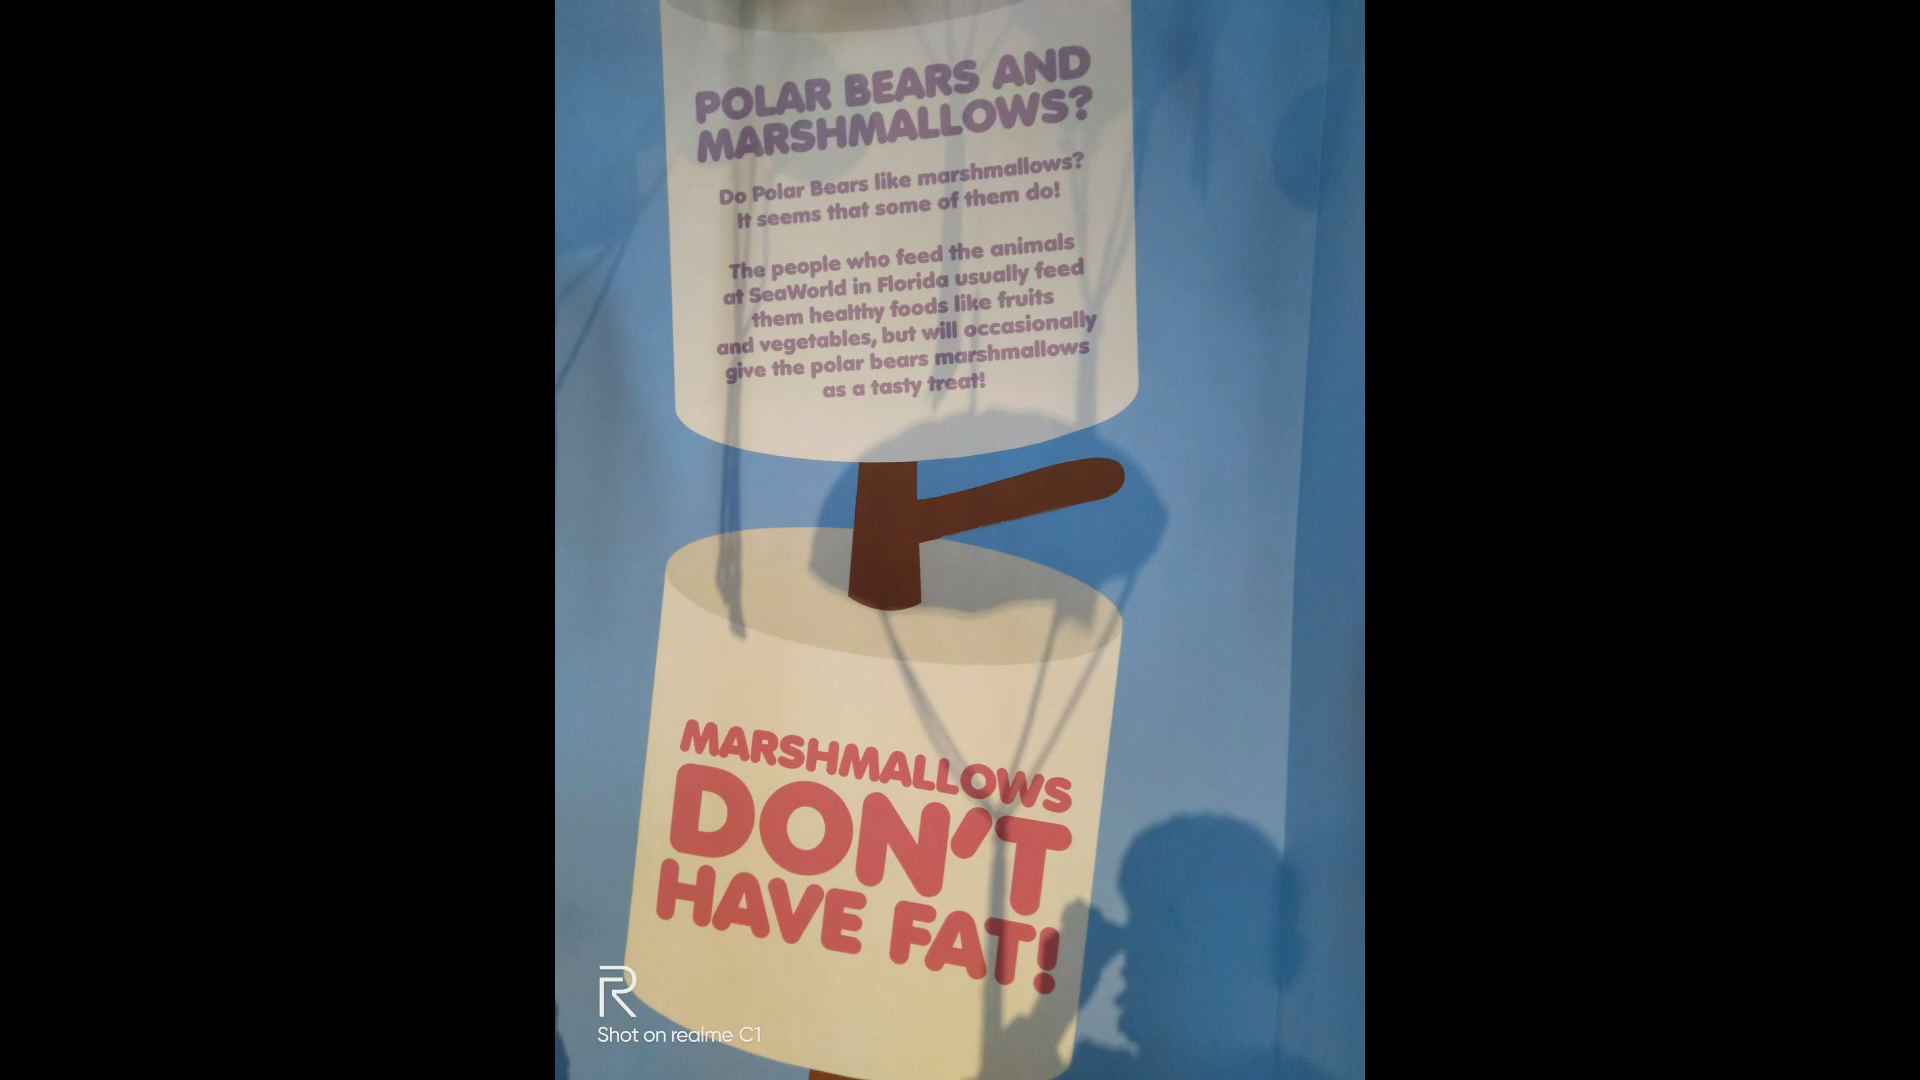 POLAR BEARS AND
MARSHMALLOWS?
Do Polar Bears like marshmallows?
It seems that some of them do!
The people who feed the animals
at SeaWorld in Florida usually feed
them healthy foods like fruits
and vegetables, but will occasionally
give the polar bears marshmallows
as a tasty treat!
MARSHMALLOWS
DON'T
HAVE FAT!
R
Shot on realme C1